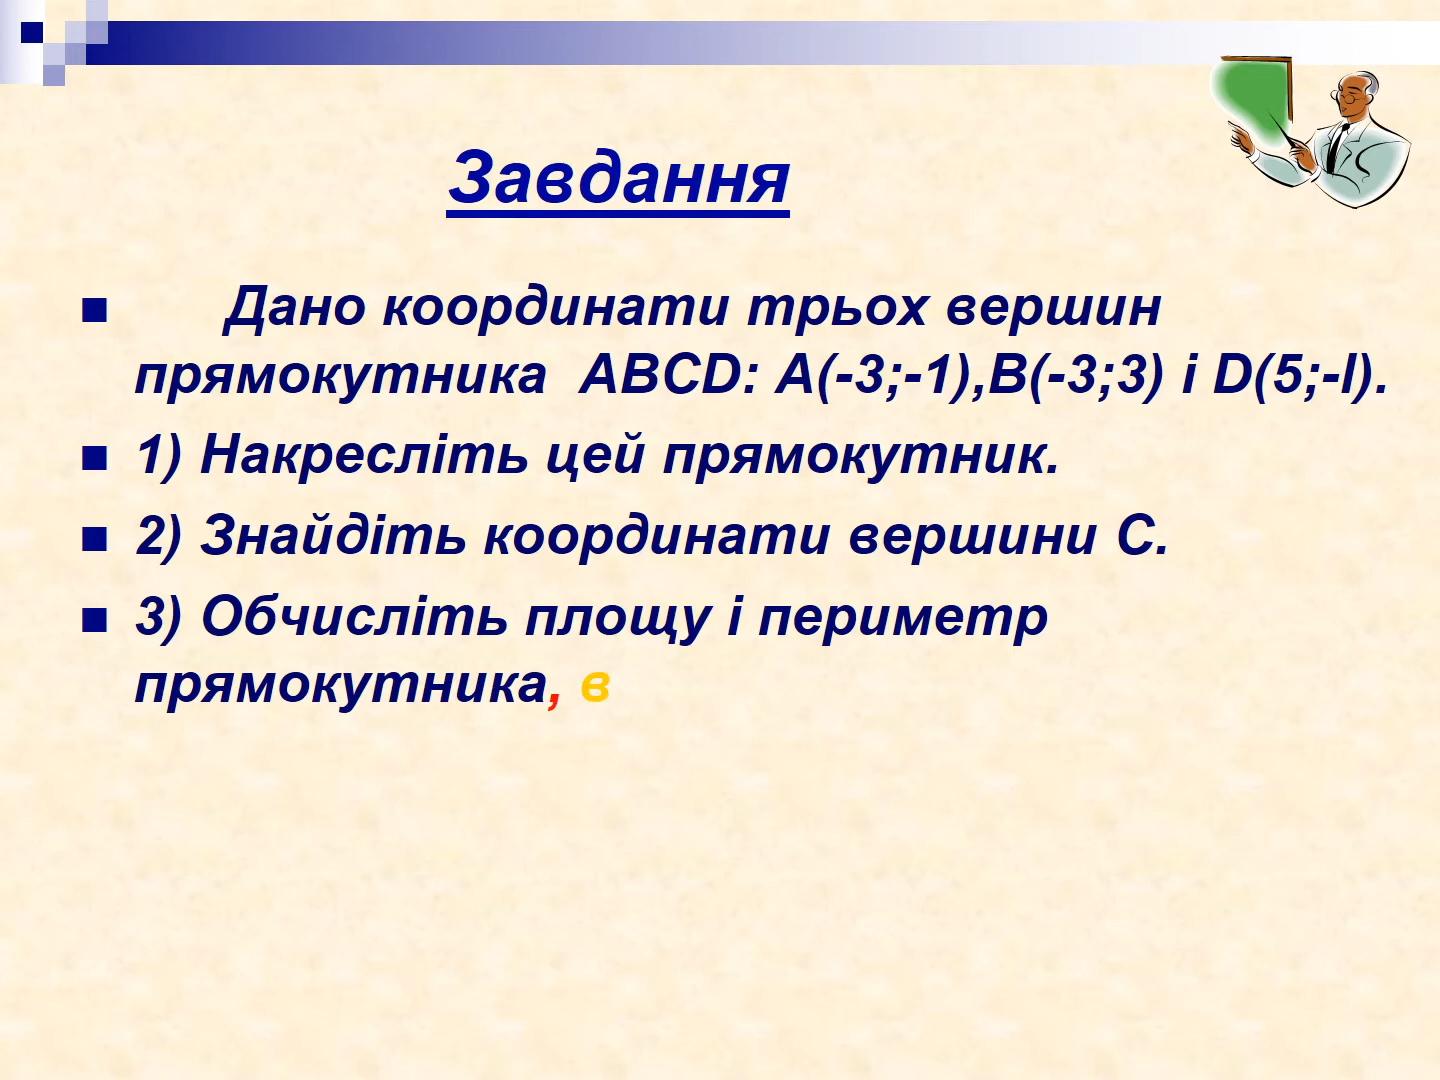 Завдання
Дано координати трьох вершин
прямокутника ABCD: A(-3;-1),B(-3;3) і D(5;-l).
1) Накресліть цей прямокутник.
2) Знайдіть координати вершини С.
3) Обчисліть площу і периметр
прямокутника, в